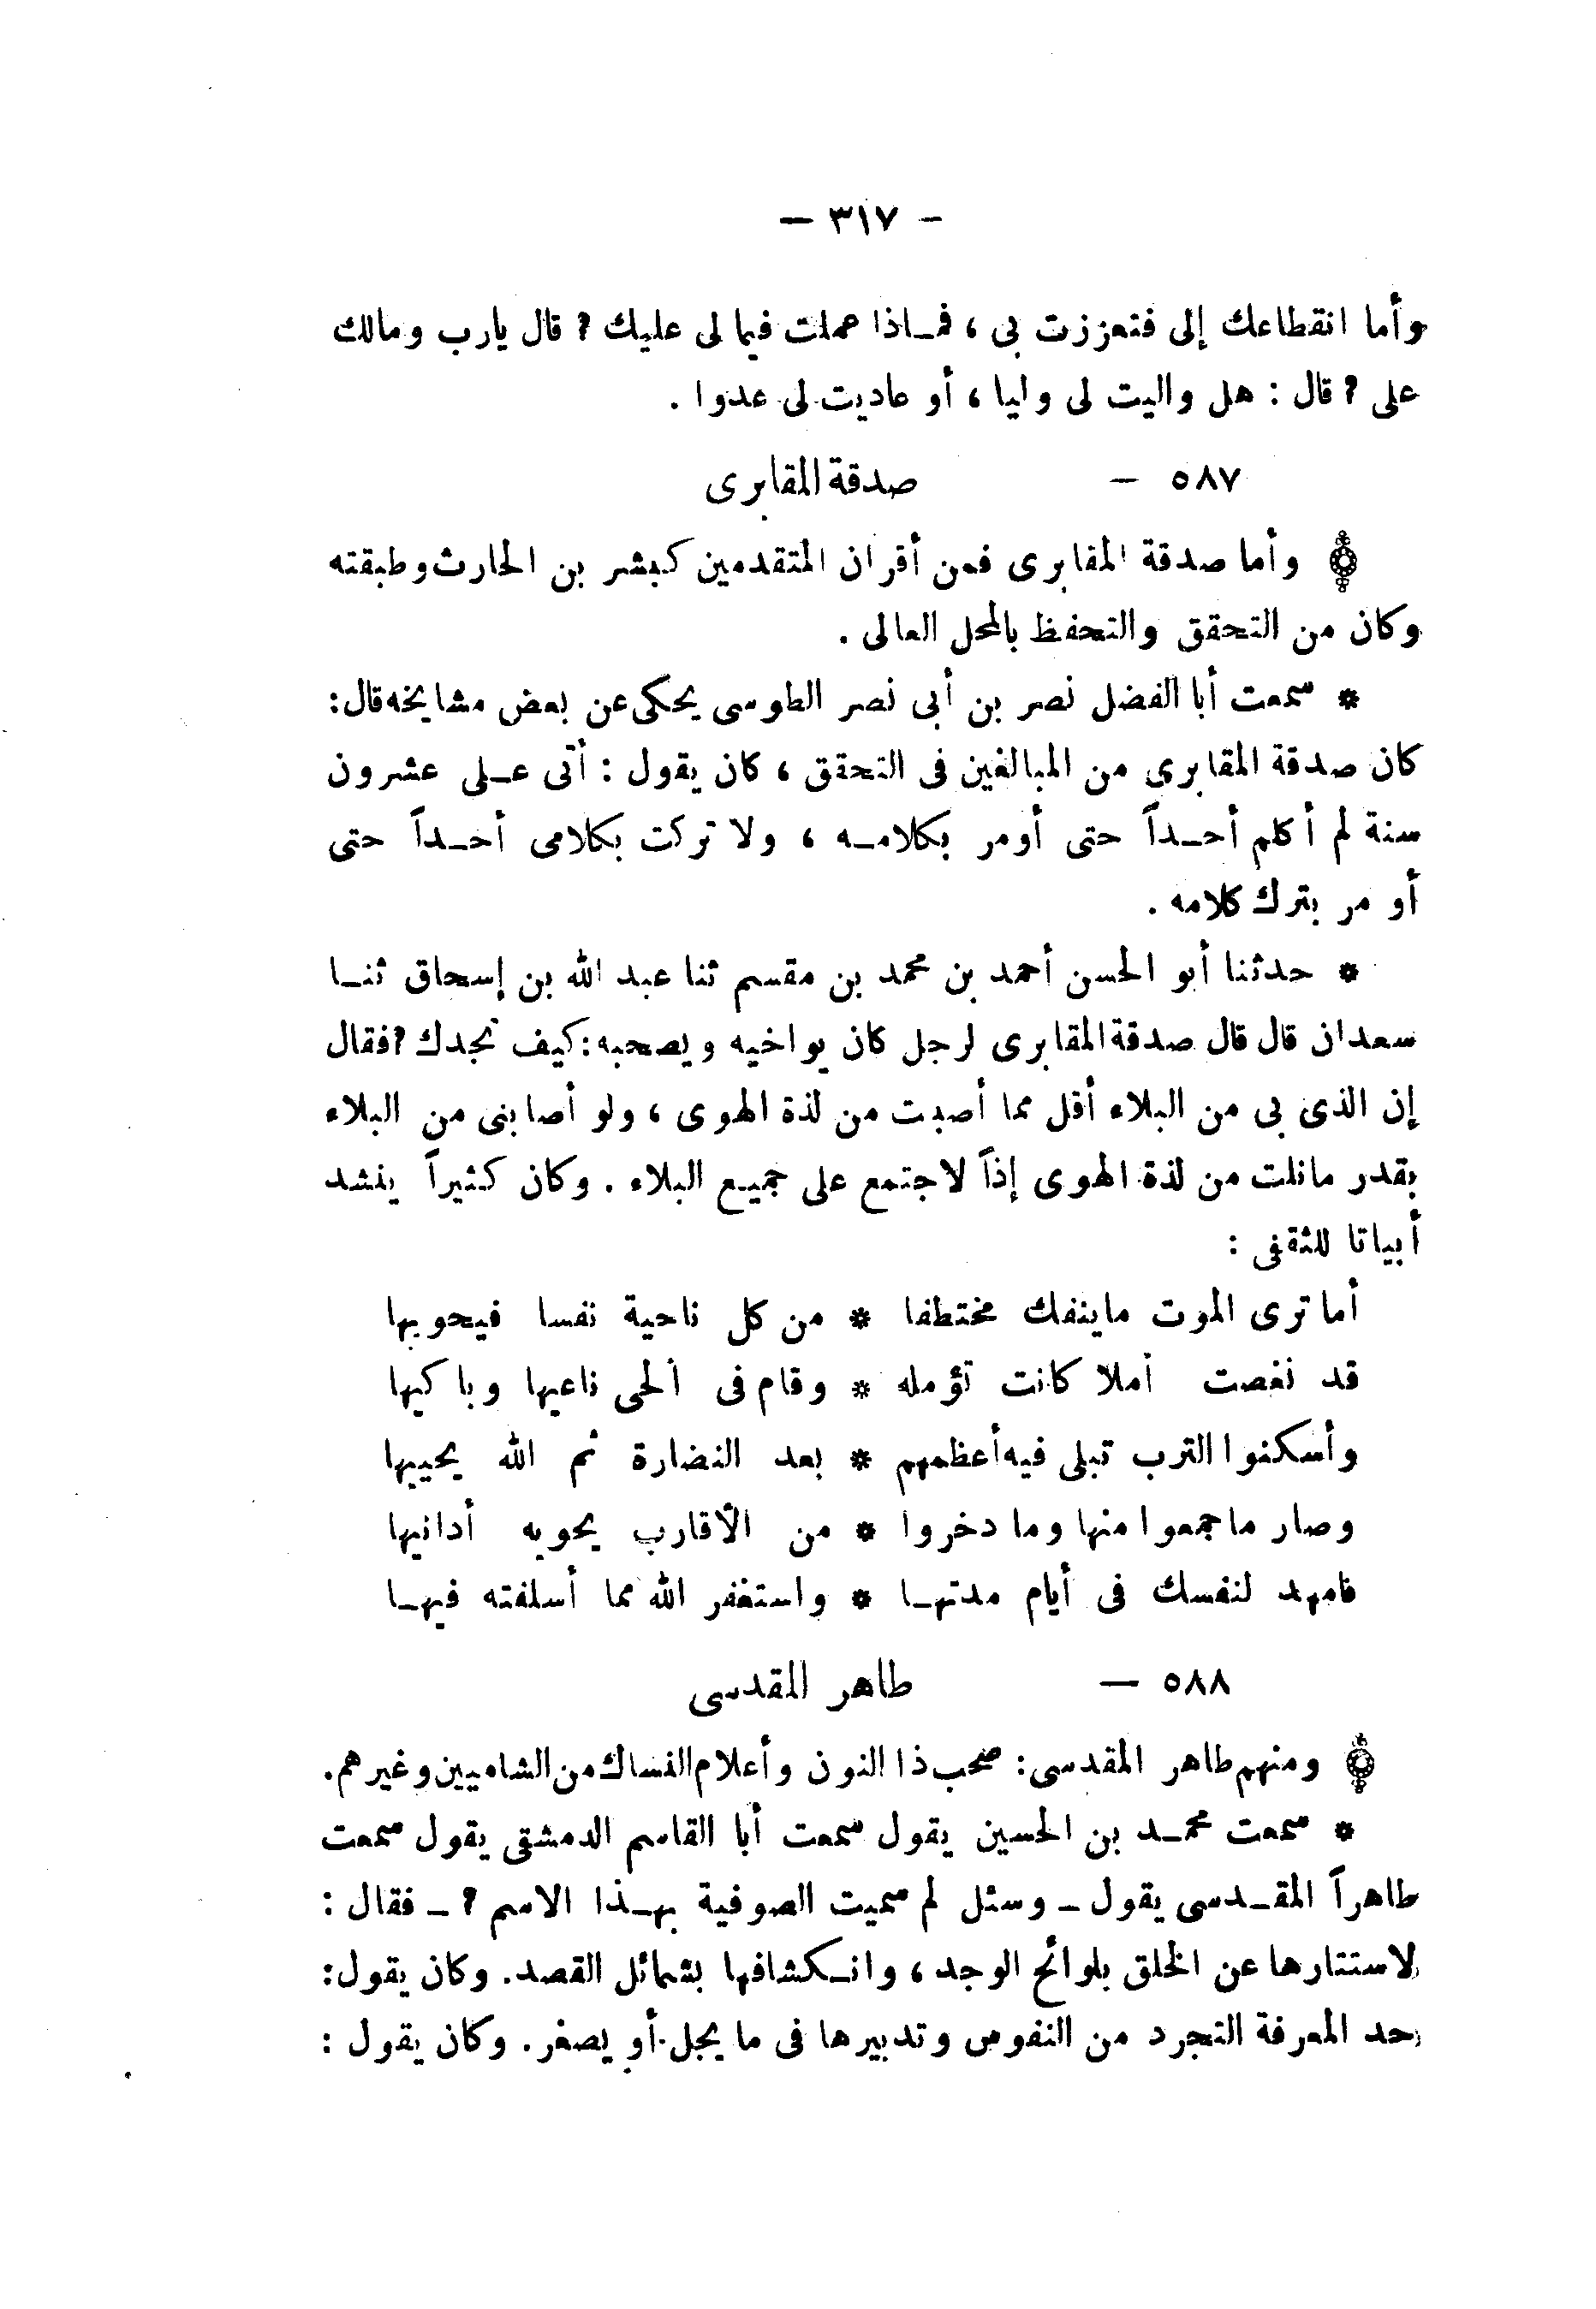 — ٣١٧ —
وأما انقطاعك إلى فتعززت بى ، فماذا عملت فيما لى عليك ؟ قال يارب ومالك
على ؟ قال : هل واليت لى وليا ، أو عاديت لى عدوا .
٥٨٧ — صدقة المقابرى
وأما صدقة المقابرى فمن أقران المتقدمين كبشر بن الحارث وطبقته
وكان من التحقق والتحفظ بالمحل العالى .
* سمعت أبا الفضل نصر بن أبى نصر الطوسى يحكى عن بعض مشايخه قال :
كان صدقة المقابرى من المبالغين فى التحقق ، كان يقول : أتى على عشرون
سنة لم أكلم أحداً حتى أومر بكلامه ، ولا تركت بكلامى أحداً حتى
أومر بترك كلامه .
* حدثنا أبو الحسن أحمد بن محمد بن مقسم ثنا عبد الله بن إسحاق ثنا
سعدان قال قال صدقة المقابرى لرجل كان يواخيه ويصحبه : كيف تجدك ؟ فقال
إن الذى بى من البلاء أقل مما أصبت من لذة الهوى ، ولو أصابنى من البلاء
بقدر مانلت من لذة الهوى إذاً لاجتمع على جميع البلاء . وكان كثيراً ينشد
أبياتا للثقفى :
أما ترى الموت ماينفك مختطفا * من كل ناحية نفسا فيحويها
قد نغصت أملا كانت تؤمله * وقام فى ألحى ناعيها وباكيها
وأسكنوا الترب تبلى فيه أعظمهم * بعد النضارة ثم الله يحييها
وصار ماجمعوا منها وما دخروا * من الأقارب يحويه أدانيها
فامهد لنفسك فى أيام مدتها * واستغفر الله مما أسلفته فيها
٥٨٨ — طاهر المقدسى
ومنهم طاهر المقدسى : صحب ذا النون وأعلام النساك من الشاميين وغيرهم .
* سمعت محمد بن الحسين يقول سمعت أبا القاسم الدمشقى يقول سمعت
طاهراً المقدسى يقول ـ وسئل لم سميت الصوفية بهذا الاسم ؟ ـ فقال :
لاستتارها عن الخلق بلوائح الوجد ، وانكشافها بشمائل القصد . وكان يقول :
حد المعرفة التجرد من النفوس وتدبيرها فى ما يجل أو يصغر . وكان يقول :